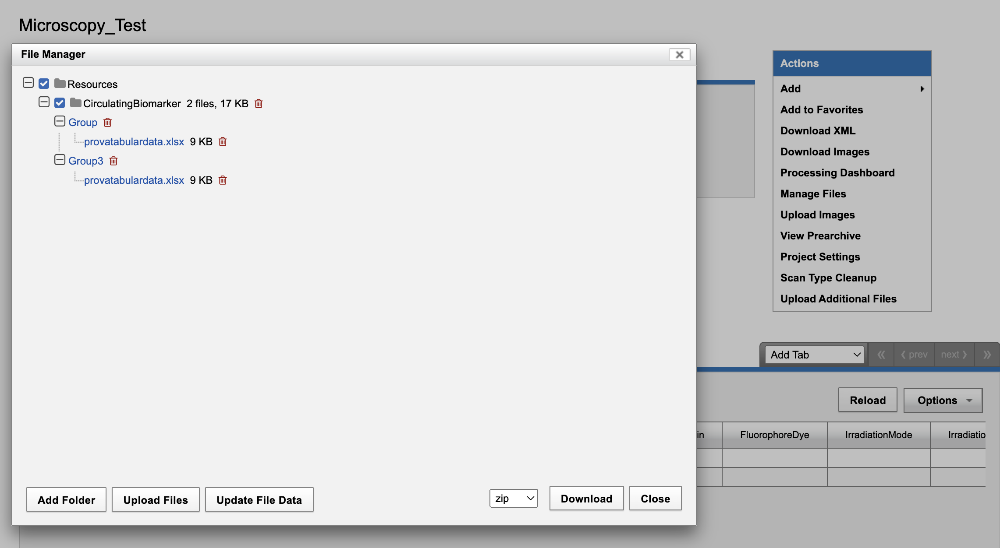 Microscopy_Test
File Manager
Resources
CirculatingBiomarker 2 files, 17 KB
Group
provatabulardata.xlsx 9 KB
Group3
provatabulardata.xlsx 9 KB
Add Folder
Upload Files
Update File Data
zip
Download
Close
Actions
Add
Add to Favorites
Download XML
Download Images
Processing Dashboard
Manage Files
Upload Images
View Prearchive
Project Settings
Scan Type Cleanup
Upload Additional Files
Add Tab
prev
next
Reload
Options
in
FluorophoreDye
IrradiationMode
Irradiatio